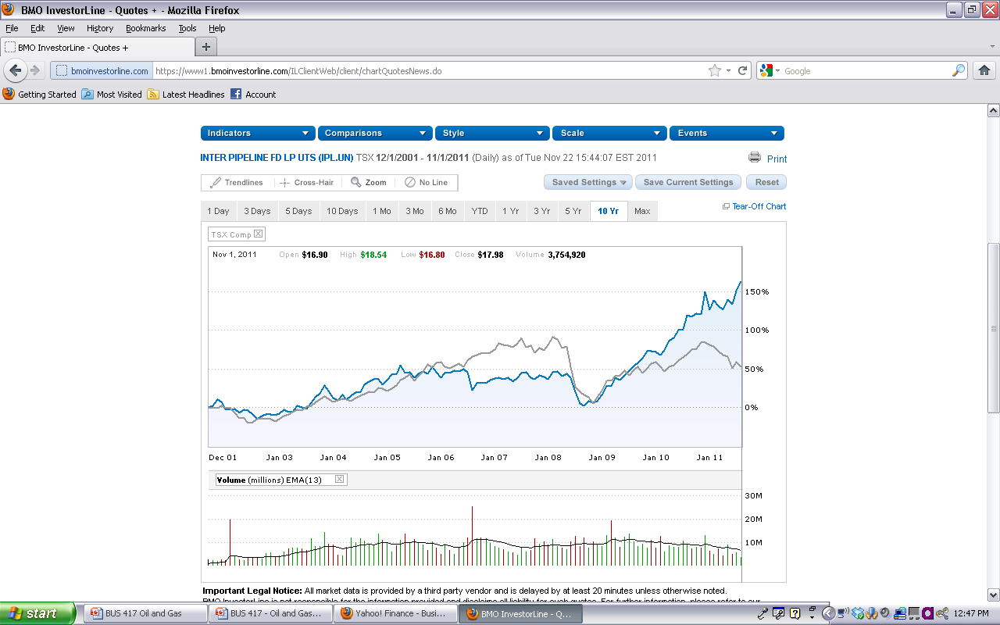 BMO InvestorLine - Quotes + - Mozilla Firefox
File Edit View History Bookmarks Tools Help
BMO InvestorLine - Quotes +
bmoinvestorline.com https://www1.bmoinvestorline.com/ILClientWeb/client/chartQuotesNews.do Google
Getting Started Most Visited Latest Headlines Account
Indicators Comparisons Style Scale Events
INTER PIPELINE FD LP UTS (IPL.UN) TSX 12/1/2001 - 11/1/2011 (Daily) as of Tue Nov 22 15:44:07 EST 2011 Print
Trendlines Cross-Hair Zoom No Line Saved Settings Save Current Settings Reset
1 Day 3 Days 5 Days 10 Days 1 Mo 3 Mo 6 Mo YTD 1 Yr 3 Yr 5 Yr 10 Yr Max Tear-Off Chart
TSX Comp
Nov 1, 2011 Open $16.90 High $18.54 Low $16.80 Close $17.98 Volume 3,754,920
150%
100%
50%
0%
Dec 01 Jan 03 Jan 04 Jan 05 Jan 06 Jan 07 Jan 08 Jan 09 Jan 10 Jan 11
Volume (millions) EMA(13)
30M
20M
10M
Important Legal Notice: All market data is provided by a third party vendor and is delayed by at least 20 minutes unless otherwise noted.
BMO InvestorLine is not responsible for the information provided and disclaims all liability for such quotes. For further information please refer to our
start BUS 417 Oil and Gas BUS 417 - Oil and Gas... Yahoo! Finance - Busi... BMO InvestorLine - Q... 12:47 PM